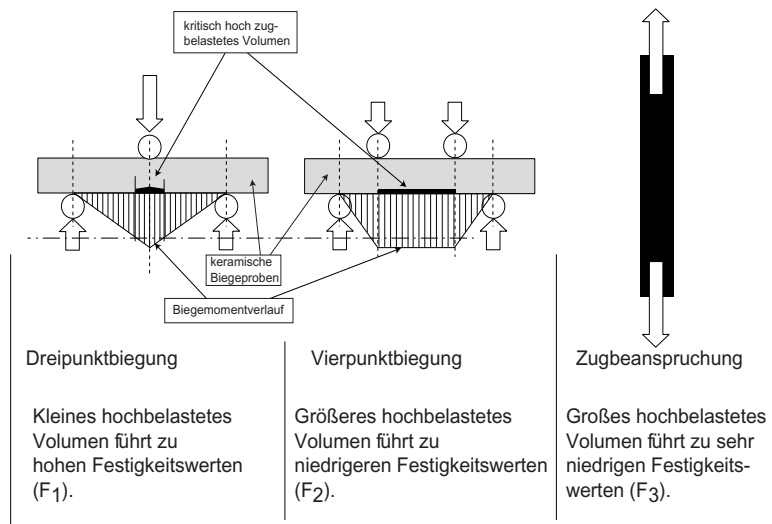 kritisch hoch zug-
belastetes Volumen
keramische
Biegeproben
Biegemomentverlauf
Dreipunktbiegung
Kleines hochbelastetes
Volumen führt zu
hohen Festigkeitswerten
(F1).
Vierpunktbiegung
Größeres hochbelastetes
Volumen führt zu
niedrigeren Festigkeitswerten
(F2).
Zugbeanspruchung
Großes hochbelastetes
Volumen führt zu sehr
niedrigen Festigkeits-
werten (F3).